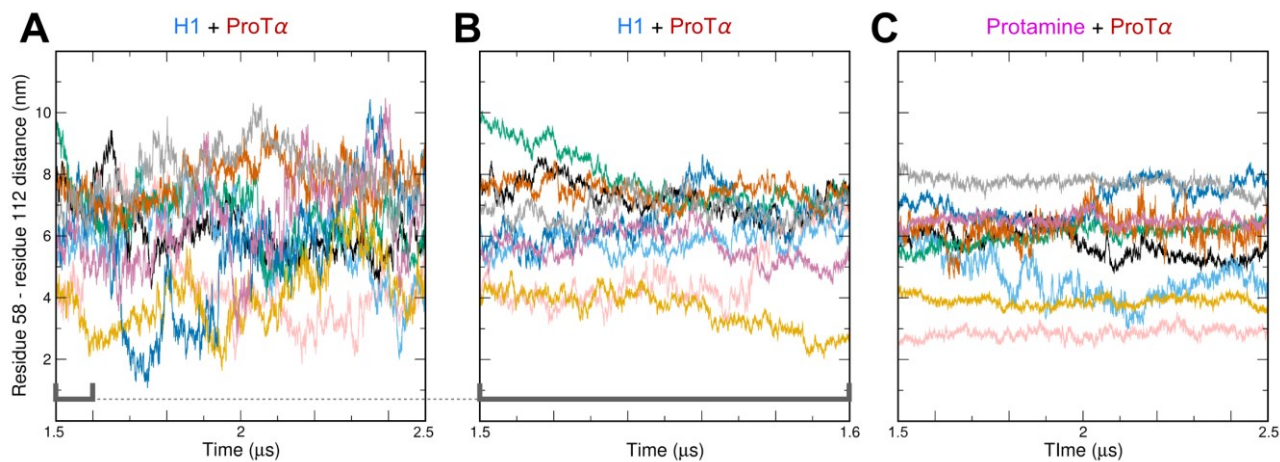 A
H1 + ProTα
B
H1 + ProTα
C
Protamine + ProTα
Residue 58 - residue 112 distance (nm)
10
8
6
4
2
1.5
2
2.5
1.5
1.6
1.5
2
2.5
Time (μs)
Time (μs)
TIme (μs)